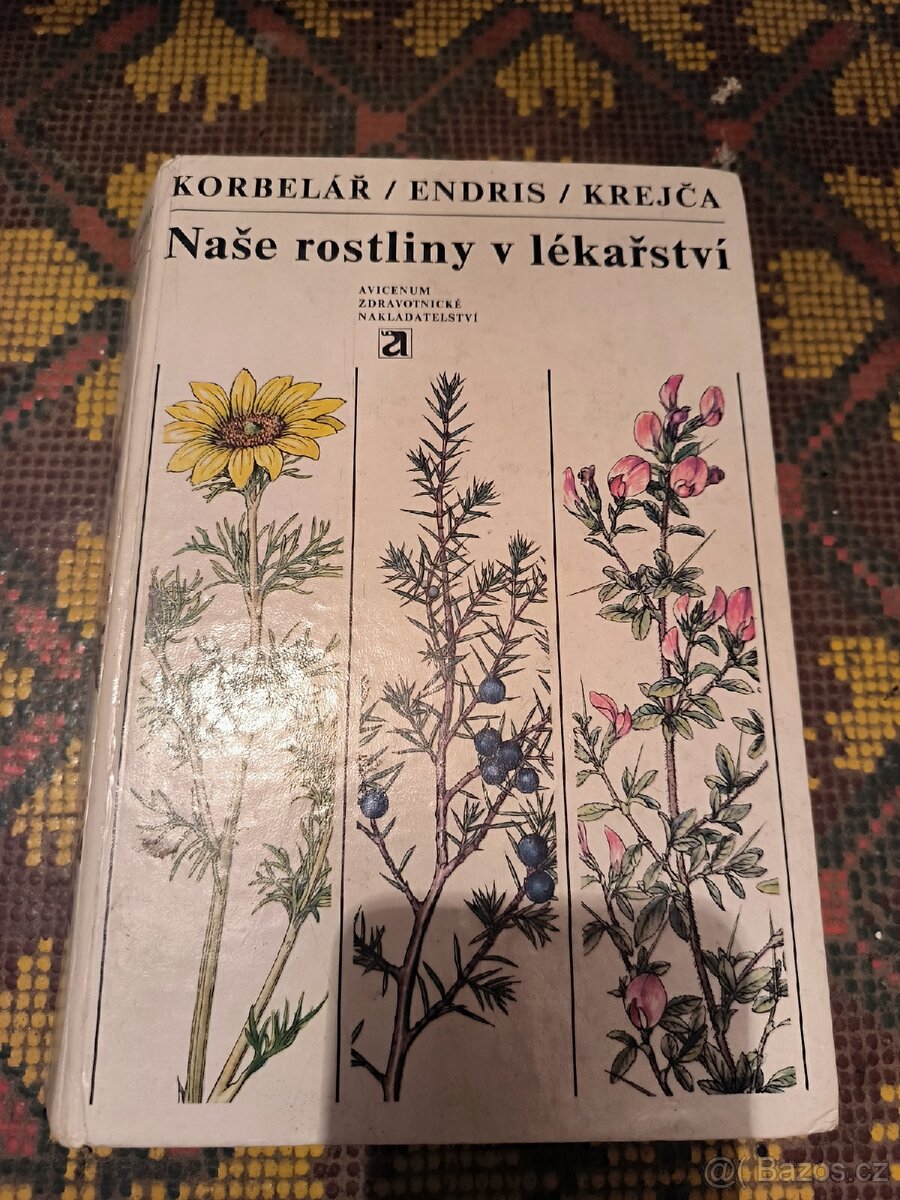 KORBELÁŘ / ENDRIS / KREJČA
Naše rostliny v lékařství
AVICENUM
ZDRAVOTNICKÉ
NAKLADATELSTVÍ
@( Bazos.cz